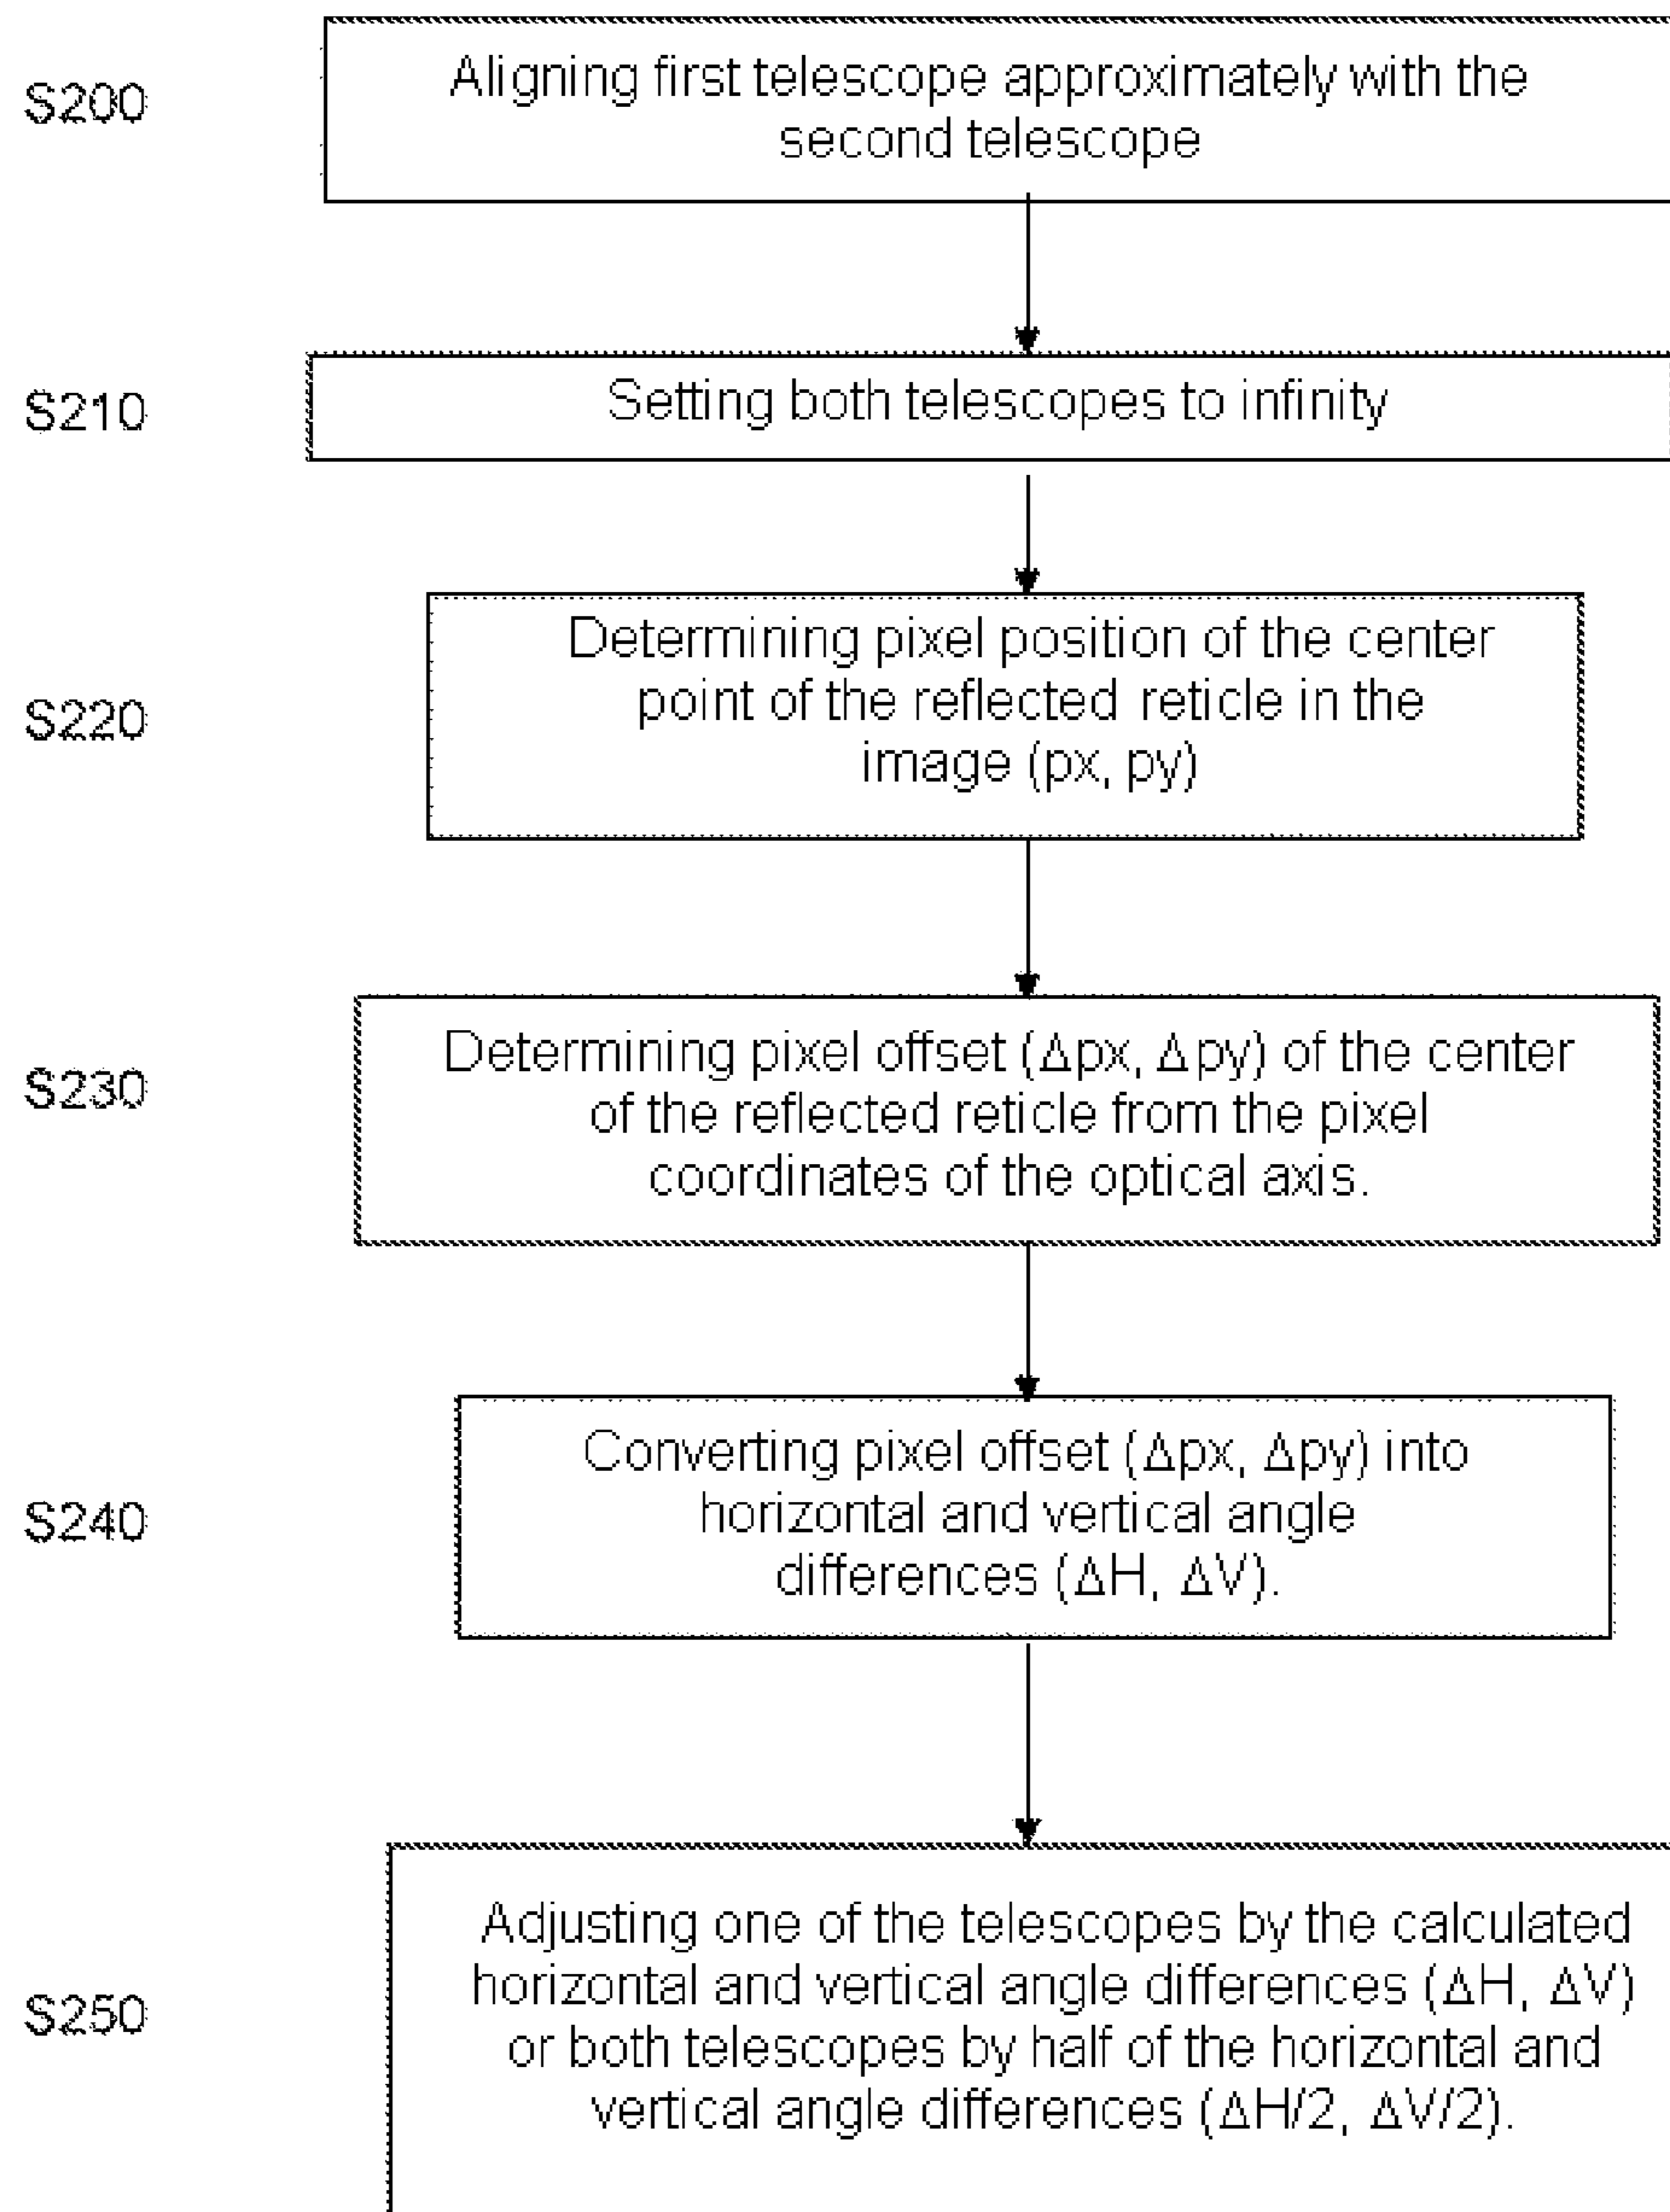 S200
Aligning first telescope approximately with the
second telescope
S210
Setting both telescopes to infinity
S220
Determining pixel position of the center
point of the reflected reticle in the
image (px, py)
S230
Determining pixel offset (Δpx, Δpy) of the center
of the reflected reticle from the pixel
coordinates of the optical axis.
S240
Converting pixel offset (Δpx, Δpy) into
horizontal and vertical angle
differences (ΔH, ΔV).
S250
Adjusting one of the telescopes by the calculated
horizontal and vertical angle differences (ΔH, ΔV)
or both telescopes by half of the horizontal and
vertical angle differences (ΔH/2, ΔV/2).